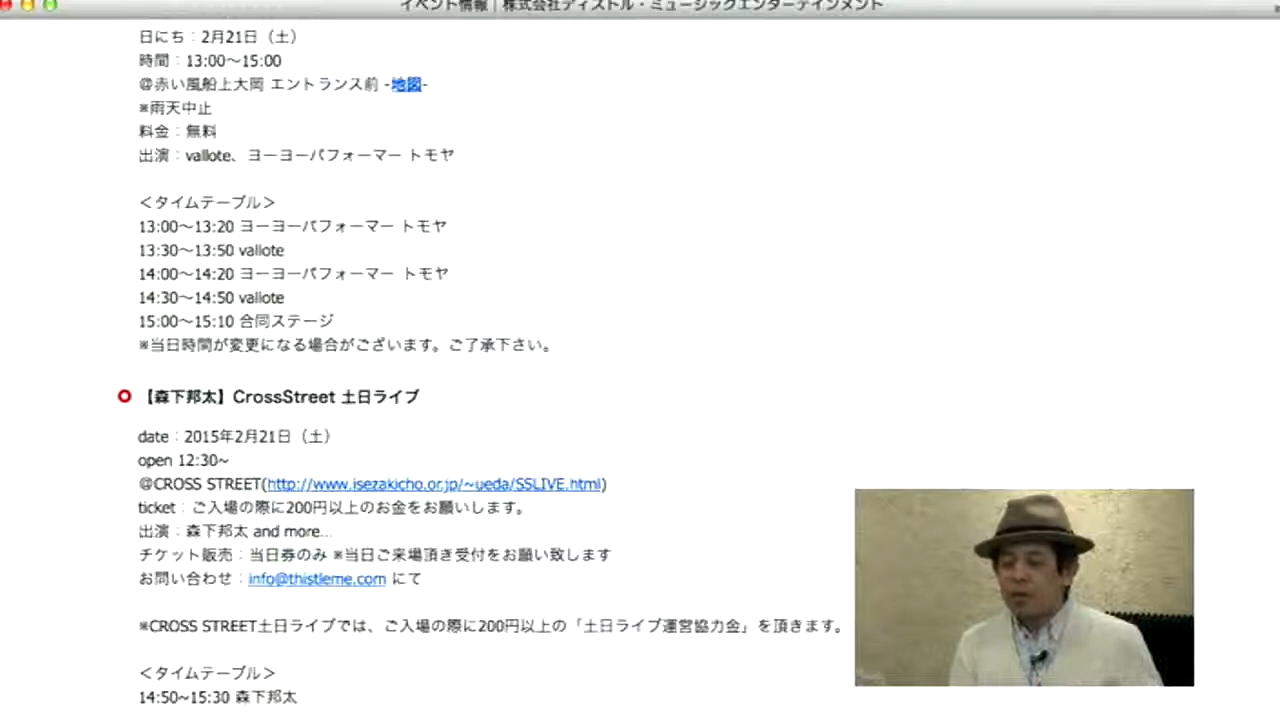 イベント情報｜株式会社ディストル・ミュージックエンターテインメント
日にち：2月21日（土）
時間：13:00〜15:00
@赤い風船上大岡 エントランス前 -地図-
※雨天中止
料金：無料
出演：vallote、ヨーヨーパフォーマー トモヤ
＜タイムテーブル＞
13:00〜13:20 ヨーヨーパフォーマー トモヤ
13:30〜13:50 vallote
14:00〜14:20 ヨーヨーパフォーマー トモヤ
14:30〜14:50 vallote
15:00〜15:10 合同ステージ
※当日時間が変更になる場合がございます。ご了承下さい。
【森下邦太】CrossStreet 土日ライブ
date：2015年2月21日（土）
open 12:30~
@CROSS STREET(http://www.isezakicho.or.jp/~ueda/SSLIVE.html)
ticket：ご入場の際に200円以上のお金をお願いします。
出演：森下邦太 and more...
チケット販売：当日券のみ ※当日ご来場頂き受付をお願い致します
お問い合わせ：info@thistleme.com にて
※CROSS STREET土日ライブでは、ご入場の際に200円以上の「土日ライブ運営協力金」を頂きます。
＜タイムテーブル＞
14:50~15:30 森下邦太